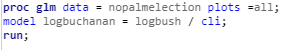 proc glm data = nopalmelection plots =all;
model logbuchanan = logbush / cli;
run;